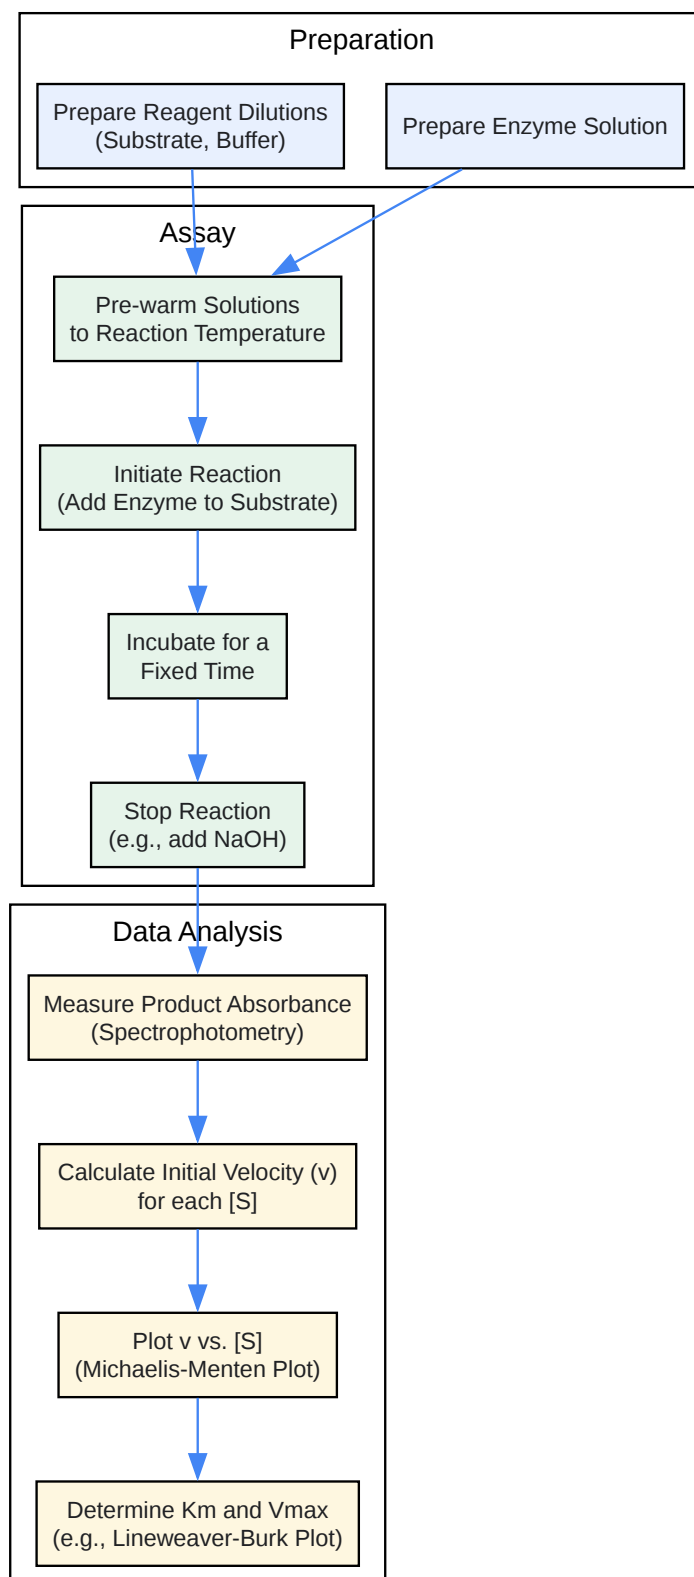 Preparation
Prepare Reagent Dilutions
(Substrate, Buffer)
Prepare Enzyme Solution
Assay
Pre-warm Solutions
to Reaction Temperature
Initiate Reaction
(Add Enzyme to Substrate)
Incubate for a
Fixed Time
Stop Reaction
(e.g., add NaOH)
Data Analysis
Measure Product Absorbance
(Spectrophotometry)
Calculate Initial Velocity (v)
for each [S]
Plot v vs. [S]
(Michaelis-Menten Plot)
Determine Km and Vmax
(e.g., Lineweaver-Burk Plot)